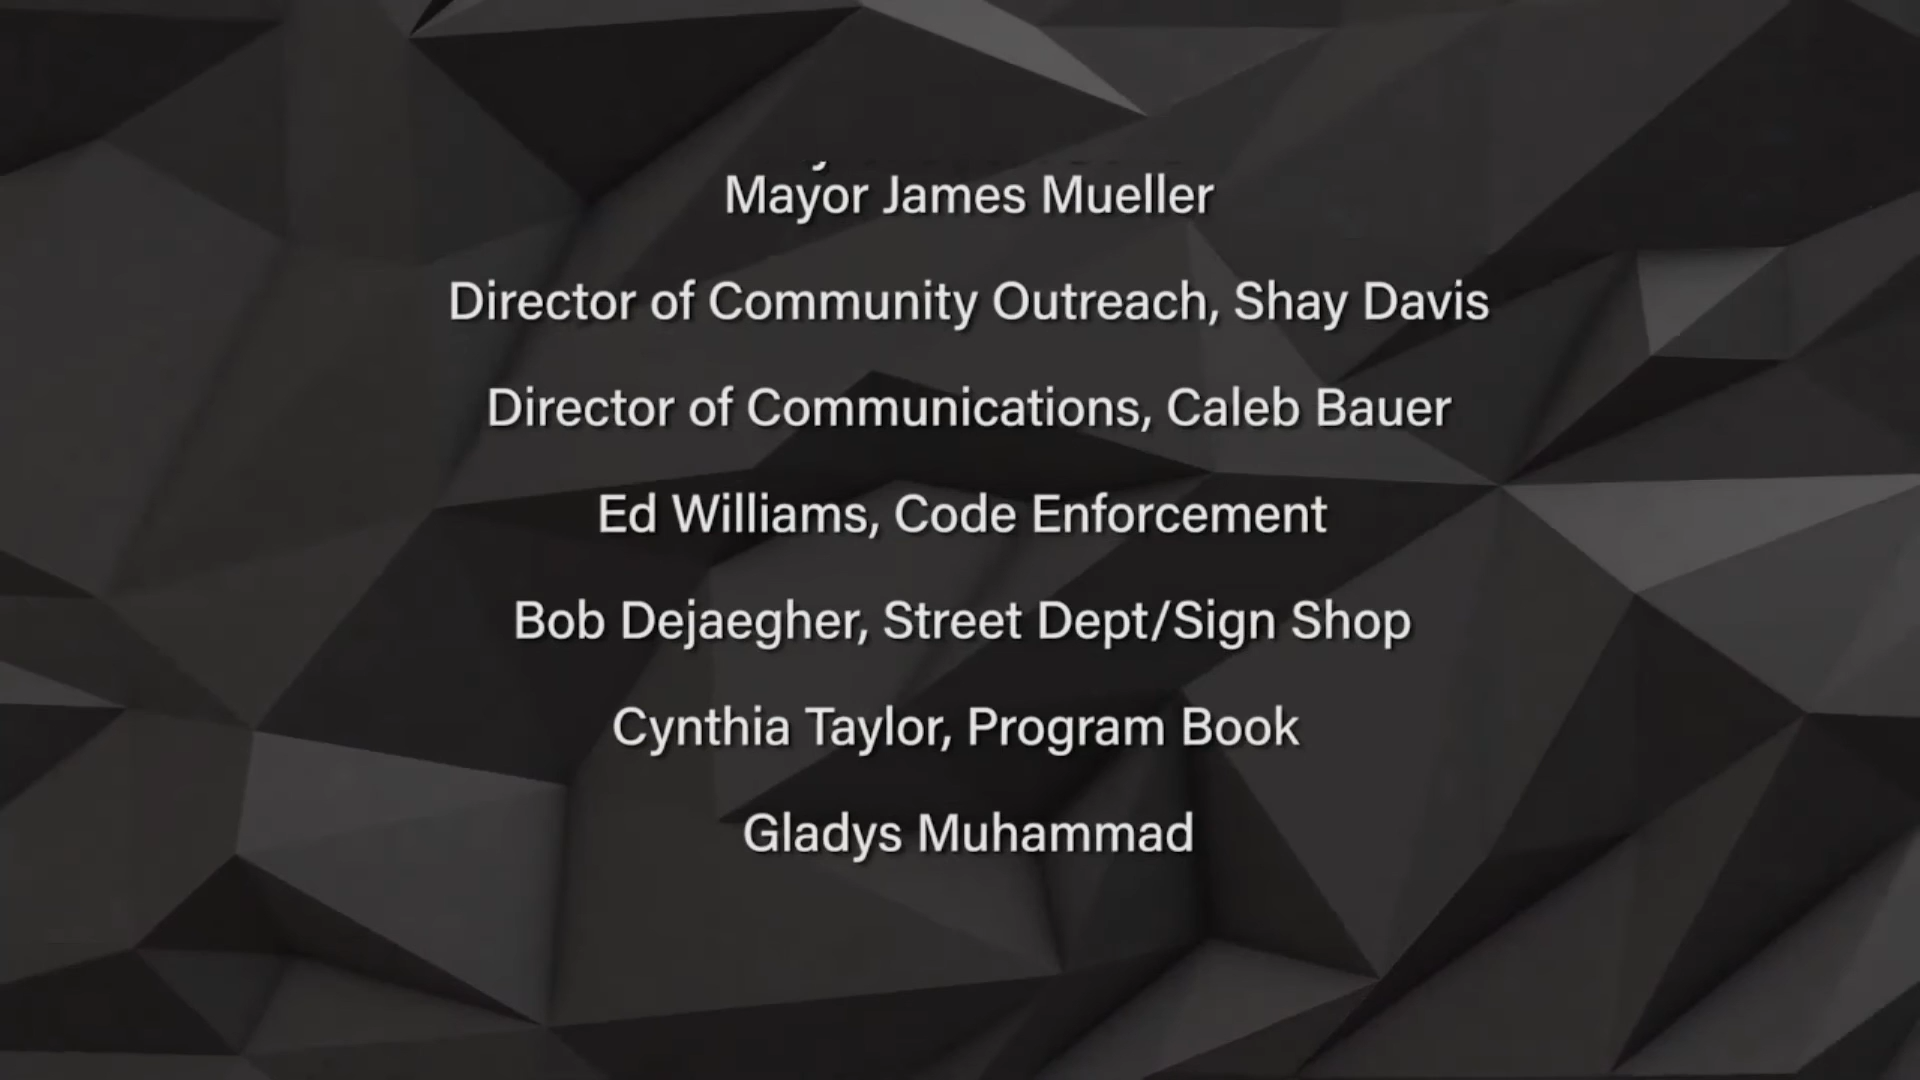 Mayor James Mueller
Director of Community Outreach, Shay Davis
Director of Communications, Caleb Bauer
Ed Williams, Code Enforcement
Bob Dejaegher, Street Dept/Sign Shop
Cynthia Taylor, Program Book
Gladys Muhammad